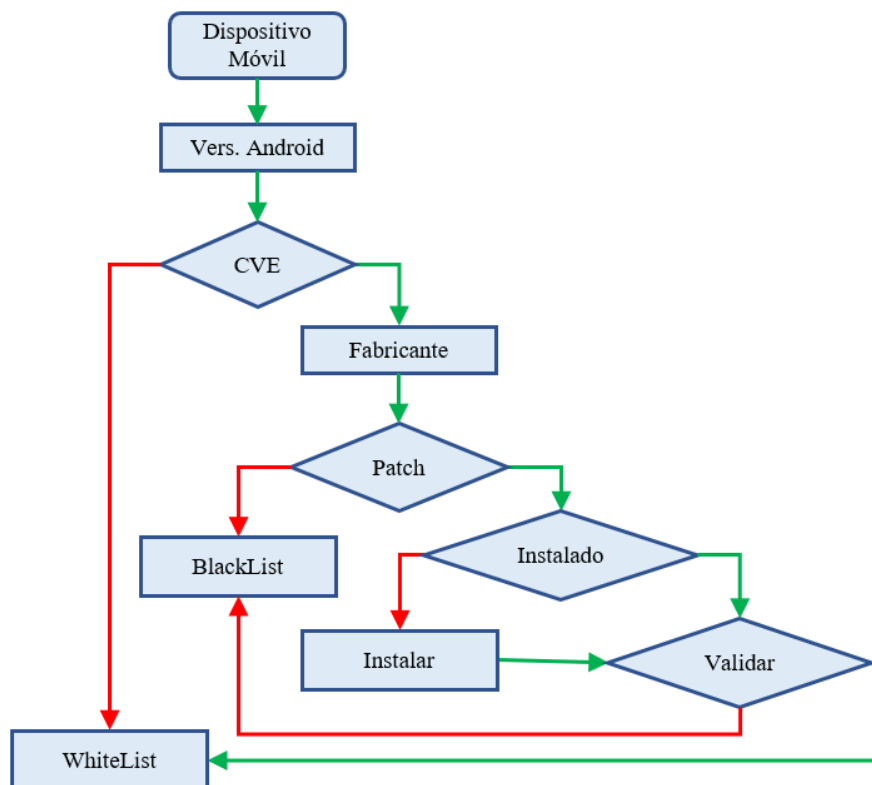 Dispositivo
Móvil
Vers. Android
CVE
Fabricante
Patch
Instalado
BlackList
Instalar
Validar
WhiteList